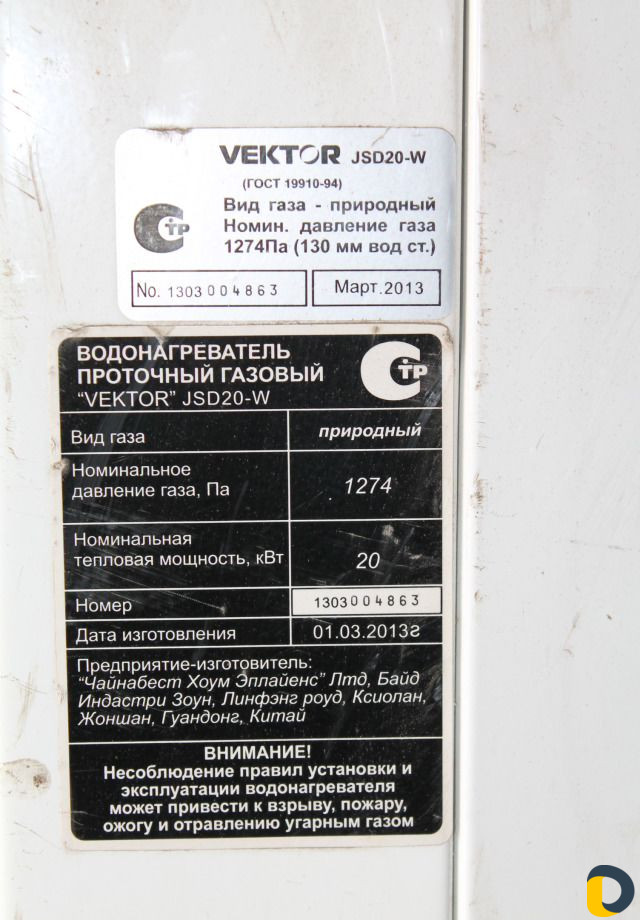 VEKTOR JSD20-W
(ГОСТ 19910-94)
Вид газа - природный
Номин. давление газа
1274Па (130 мм вод ст.)
СТР
No. 1303004863
Март.2013
ВОДОНАГРЕВАТЕЛЬ
ПРОТОЧНЫЙ ГАЗОВЫЙ
“VEKTOR” JSD20-W
СТР
Вид газа природный
Номинальное
давление газа, Па 1274
Номинальная
тепловая мощность, кВт 20
Номер 1303004863
Дата изготовления 01.03.2013г
Предприятие-изготовитель:
“Чайнабест Хоум Эплайенс” Лтд, Байд
Индастри Зоун, Линфэнг роуд, Ксиолан,
Жоншан, Гуандонг, Китай
ВНИМАНИЕ!
Несоблюдение правил установки и
эксплуатации водонагревателя
может привести к взрыву, пожару,
ожогу и отравлению угарным газом